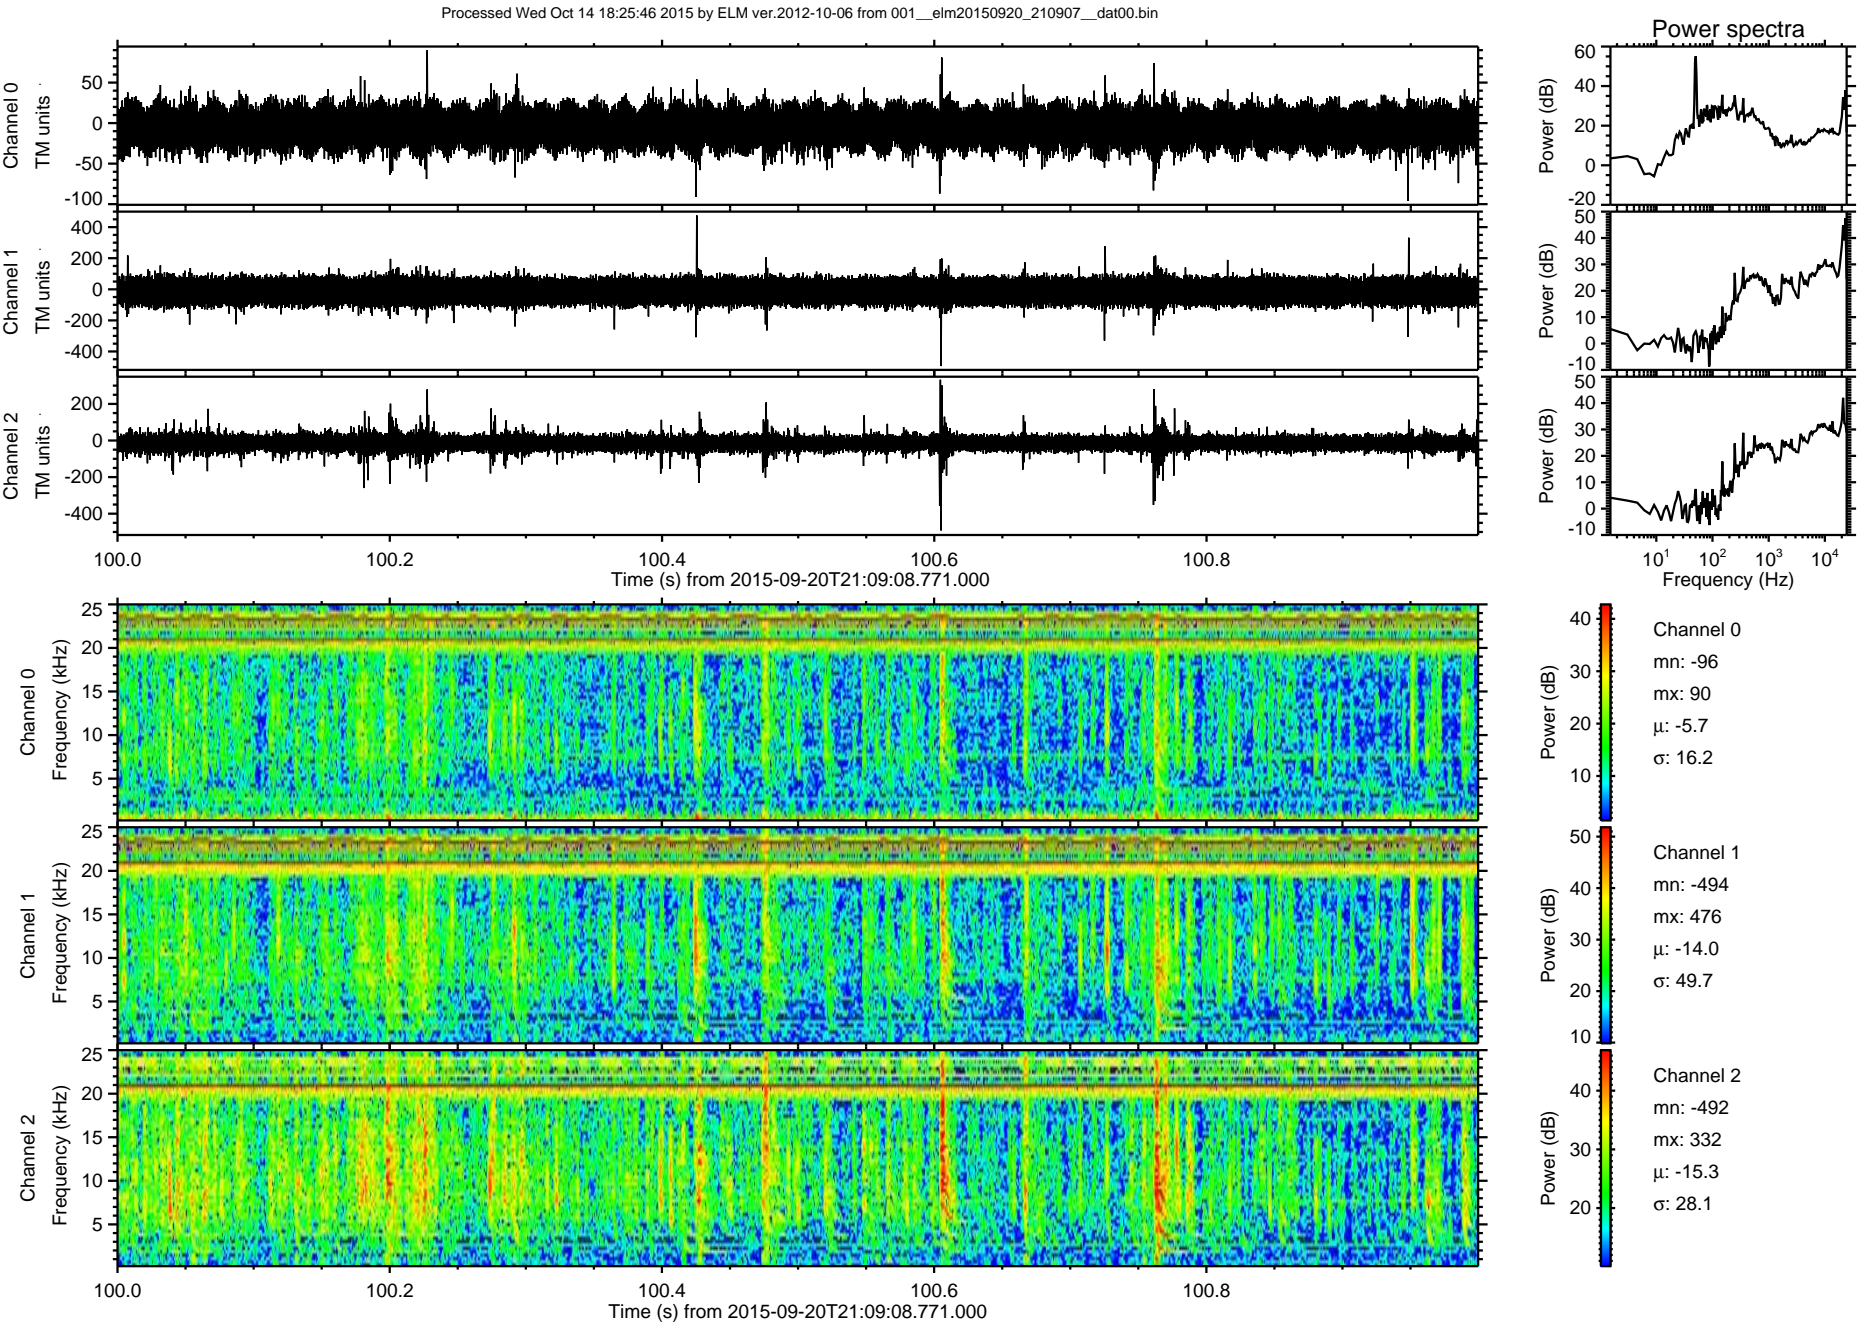 Processed Wed Oct 14 18:25:46 2015 by ELM ver.2012-10-06 from 001__elm20150920_210907__dat00.bin
Power spectra
Channel 0
TM units
50
0
-50
-100
Power (dB)
60
40
20
0
-20
Channel 1
TM units
400
200
0
-200
-400
Power (dB)
50
40
30
20
10
0
-10
Channel 2
TM units
200
0
-200
-400
Power (dB)
50
40
30
20
10
0
-10
100.0 100.2 100.4 100.6 100.8
Time (s) from 2015-09-20T21:09:08.771.000
10^1 10^2 10^3 10^4
Frequency (Hz)
Channel 0
Frequency (kHz)
25
20
15
10
5
Power (dB)
40
30
20
10
Channel 0
mn: -96
mx: 90
μ: -5.7
σ: 16.2
Channel 1
Frequency (kHz)
25
20
15
10
5
Power (dB)
50
40
30
20
10
Channel 1
mn: -494
mx: 476
μ: -14.0
σ: 49.7
Channel 2
Frequency (kHz)
25
20
15
10
5
Power (dB)
40
30
20
Channel 2
mn: -492
mx: 332
μ: -15.3
σ: 28.1
100.0 100.2 100.4 100.6 100.8
Time (s) from 2015-09-20T21:09:08.771.000